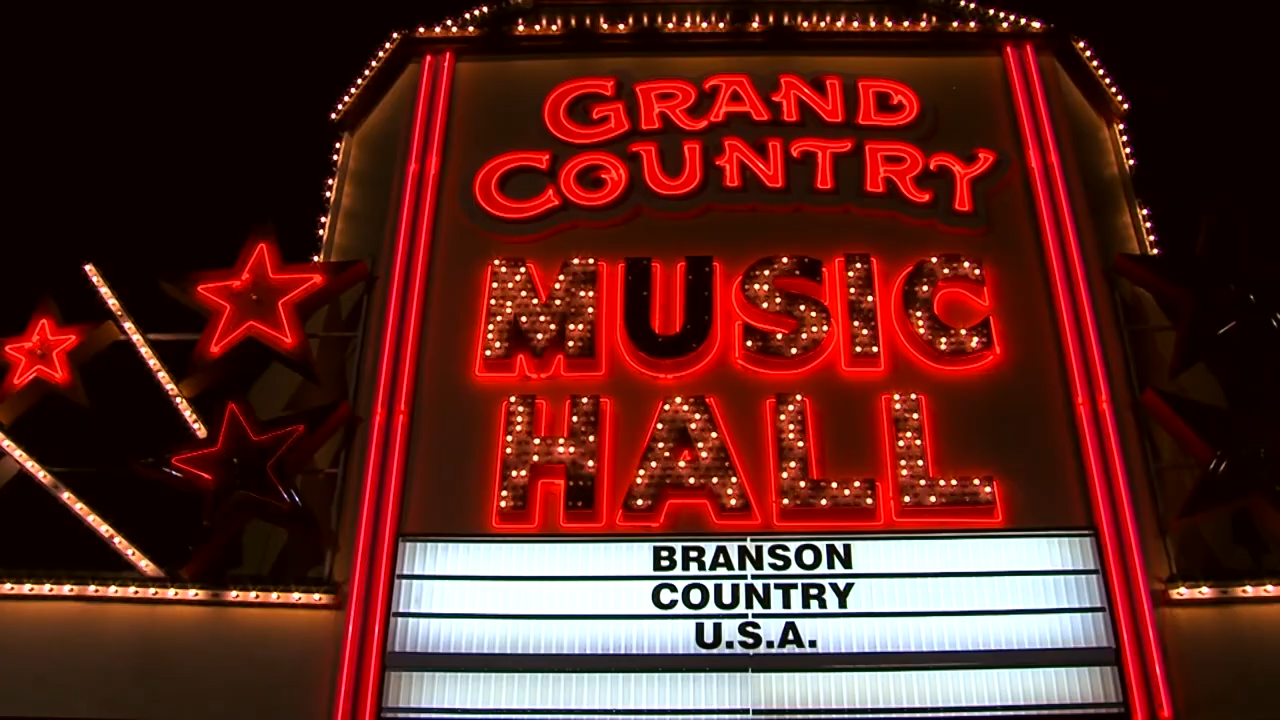 GRAND
COUNTRY
MUSIC
HALL
BRANSON
COUNTRY
U.S.A.